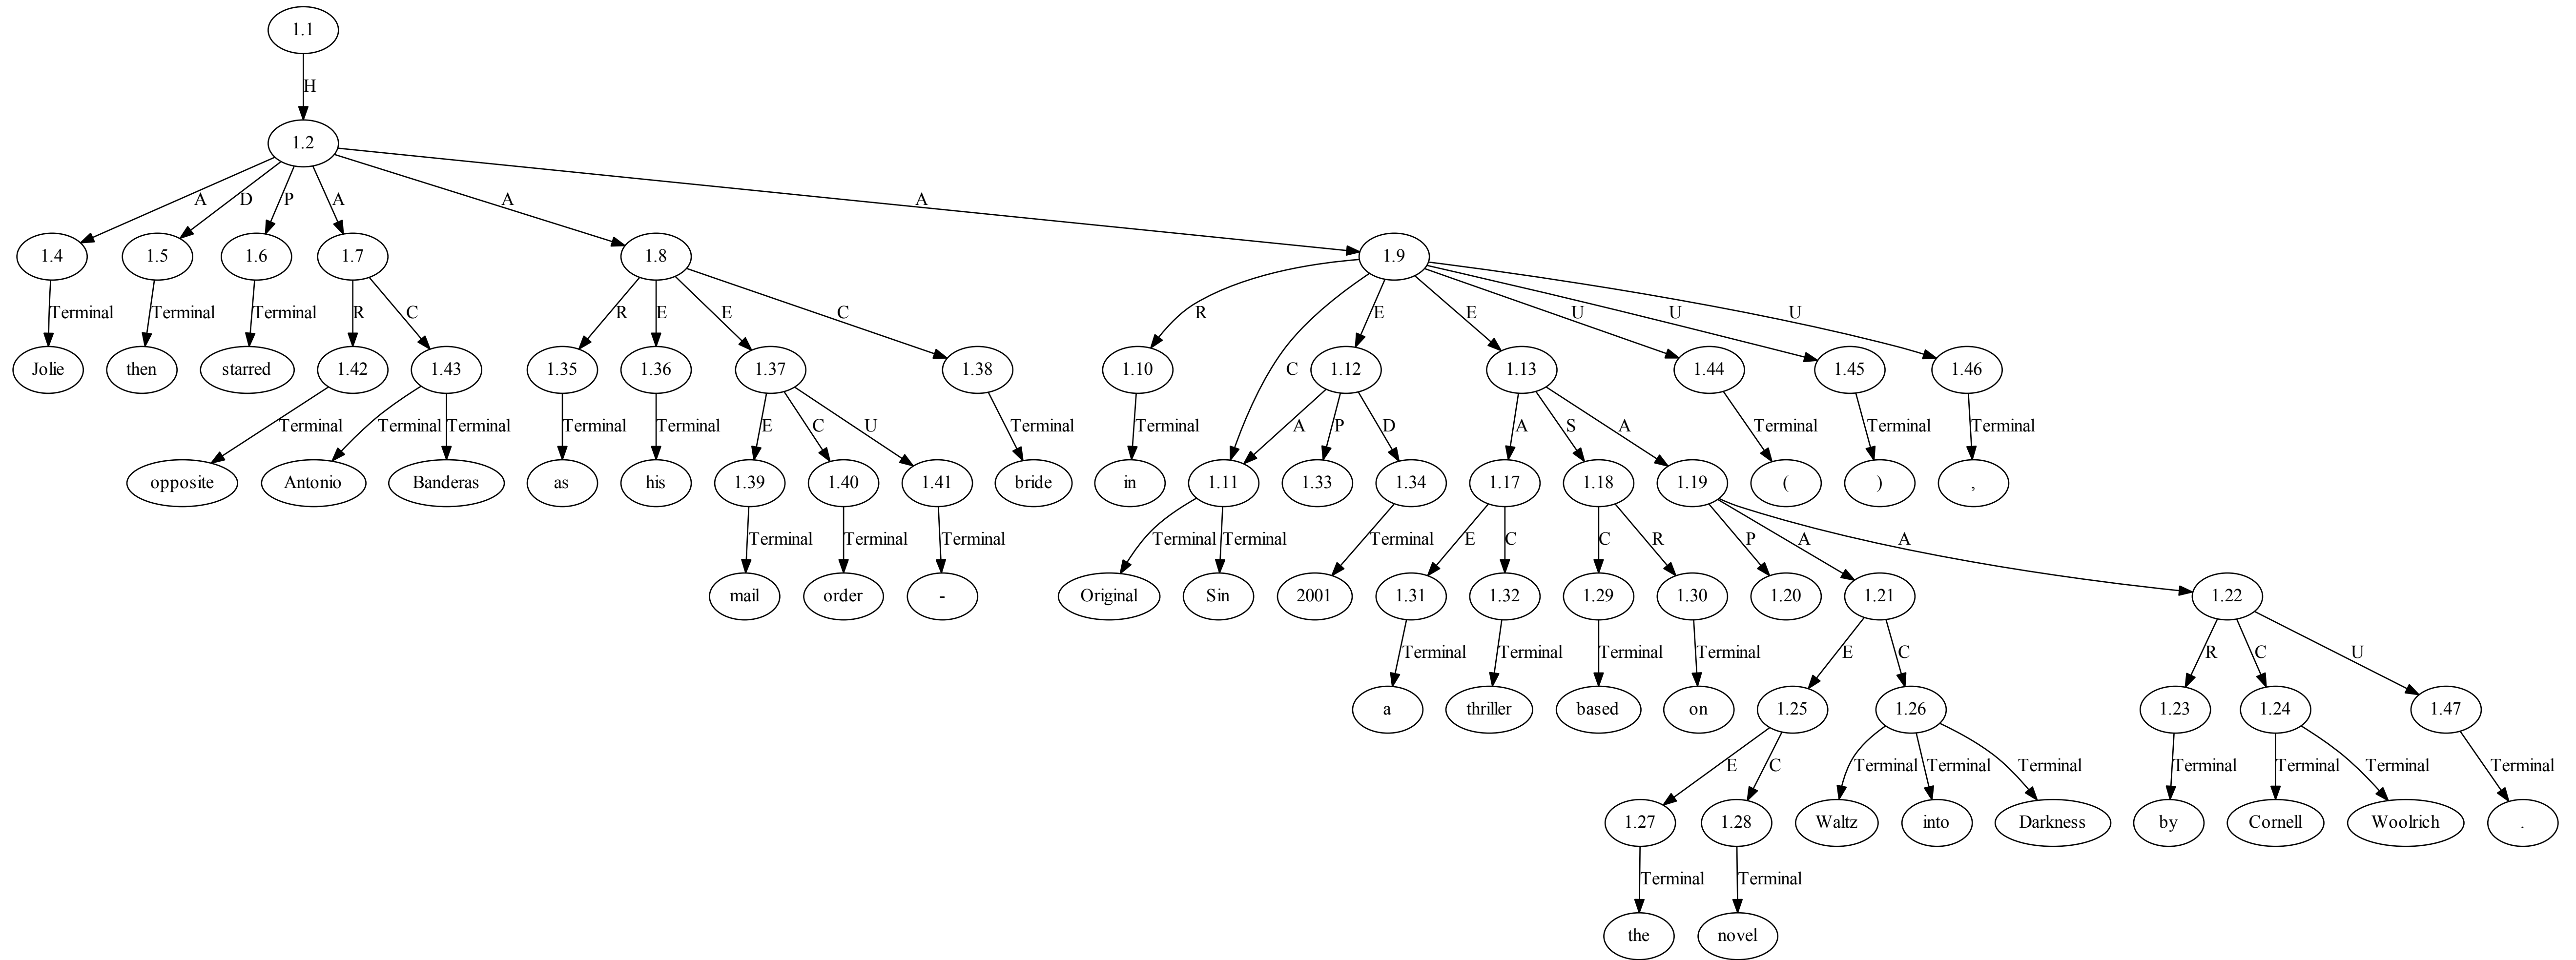 1.1
H
1.2
A D P A A A
1.4 1.5 1.6 1.7 1.8 1.9
Terminal Terminal Terminal R C R E E C R C E E U U U
Jolie then starred 1.42 1.43 1.35 1.36 1.37 1.38 1.10 1.12 1.13 1.44 1.45 1.46
Terminal Terminal Terminal Terminal Terminal E C U Terminal Terminal A P D A S A Terminal Terminal Terminal
opposite Antonio Banderas as his 1.39 1.40 1.41 bride in 1.11 1.33 1.34 1.17 1.18 1.19 ( ) ,
Terminal Terminal Terminal Terminal Terminal Terminal E C C R P A A
mail order - Original Sin 2001 1.31 1.32 1.29 1.30 1.20 1.21 1.22
Terminal Terminal Terminal Terminal E C R C U
a thriller based on 1.25 1.26 1.23 1.24 1.47
E C Terminal Terminal Terminal Terminal Terminal Terminal Terminal
1.27 1.28 Waltz into Darkness by Cornell Woolrich .
Terminal Terminal
the novel